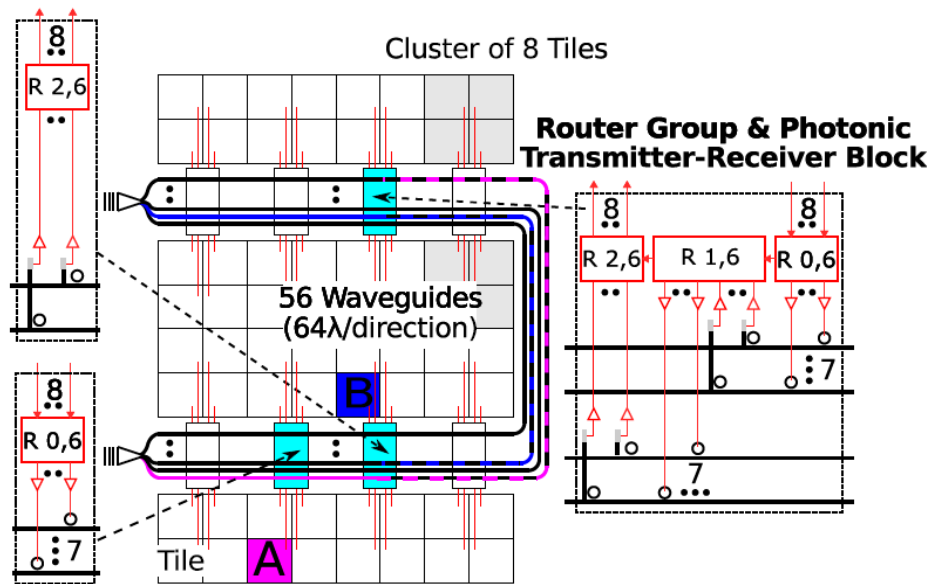 Cluster of 8 Tiles
8
R 2,6
Router Group & Photonic
Transmitter-Receiver Block
8
8
R 2,6
R 1,6
R 0,6
56 Waveguides
(64λ/direction)
7
B
8
R 0,6
7
7
Tile
A